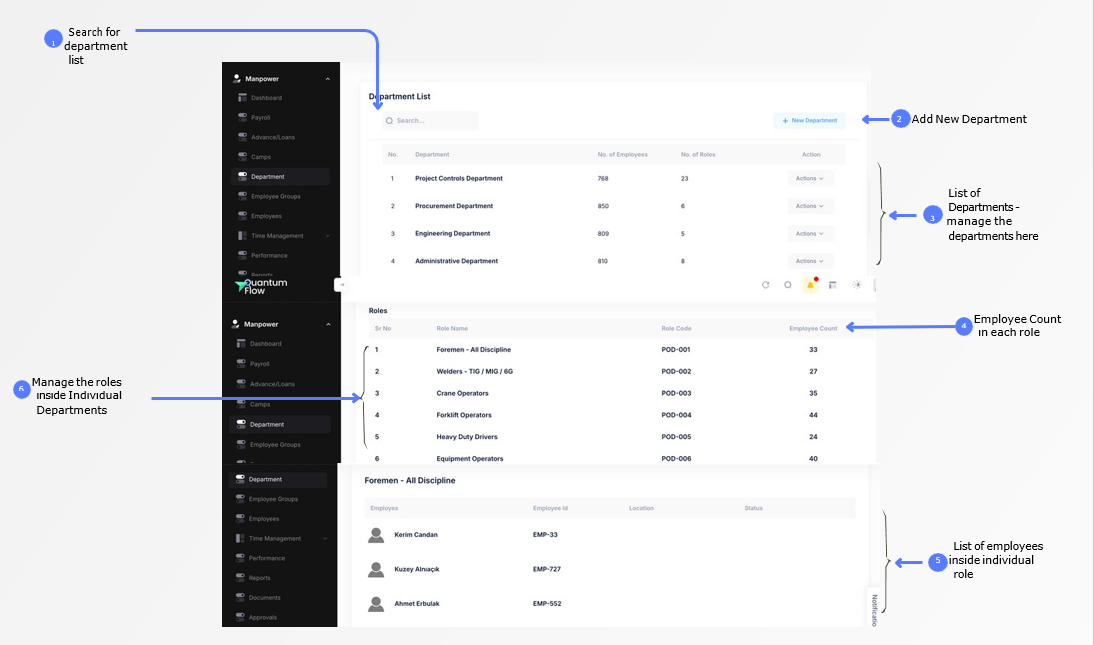 1
Search for
department
list
Manpower
Dashboard
Payroll
Advance/Loans
Camps
Department
Employee Groups
Employees
Time Management
Performance
Reports
Department List
Search...
+ New Department
2
Add New Department
No. Department No. of Employees No. of Roles Action
1 Project Controls Department 768 23 Actions
2 Procurement Department 850 6 Actions
3 Engineering Department 809 5 Actions
4 Administrative Department 810 8 Actions
3
List of
Departments -
manage the
departments here
Quantum
Flow
Manpower
Dashboard
Payroll
Advance/Loans
Camps
Department
Employee Groups
Roles
Sr No Role Name Role Code Employee Count
1 Foremen - All Discipline POD-001 33
2 Welders - TIG / MIG / 6G POD-002 27
3 Crane Operators POD-003 35
4 Forklift Operators POD-004 44
5 Heavy Duty Drivers POD-005 24
6 Equipment Operators POD-006 40
4
Employee Count
in each role
6
Manage the roles
inside Individual
Departments
Department
Employee Groups
Employees
Time Management
Performance
Reports
Documents
Approvals
Foremen - All Discipline
Employes Employee Id Location Status
Kerim Candan EMP-33
Kuzey Alnıaçık EMP-727
Ahmet Erbulak EMP-552
5
List of employees
inside individual
role
Notificatio